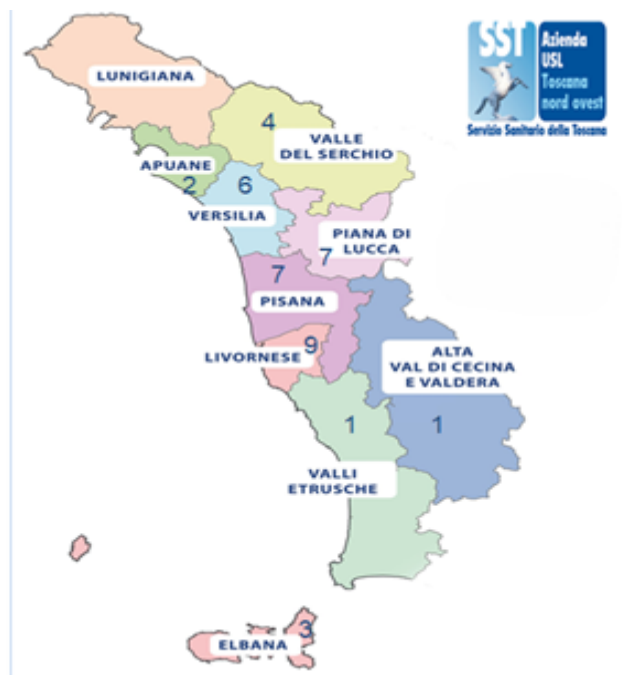 SST
Azienda
USL
Toscana
nord ovest
Servizio Sanitario della Toscana
LUNIGIANA
4
VALLE
DEL SERCHIO
APUANE
2
6
VERSILIA
PIANA DI
LUCCA
7
7
PISANA
LIVORNESE
9
ALTA
VAL DI CECINA
E VALDERA
1
1
VALLI
ETRUSCHE
3
ELBANA